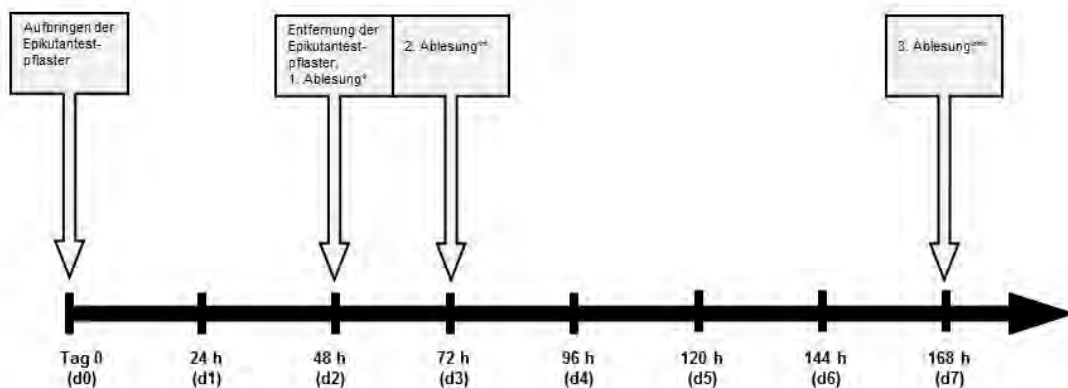 Aufbringen der
Epikutantest-
pflaster
Entfernung der
Epikutantest-
pflaster,
1. Ablesung*
2. Ablesung**
3. Ablesung***
Tag 0
(d0)
24 h
(d1)
48 h
(d2)
72 h
(d3)
96 h
(d4)
120 h
(d5)
144 h
(d6)
168 h
(d7)